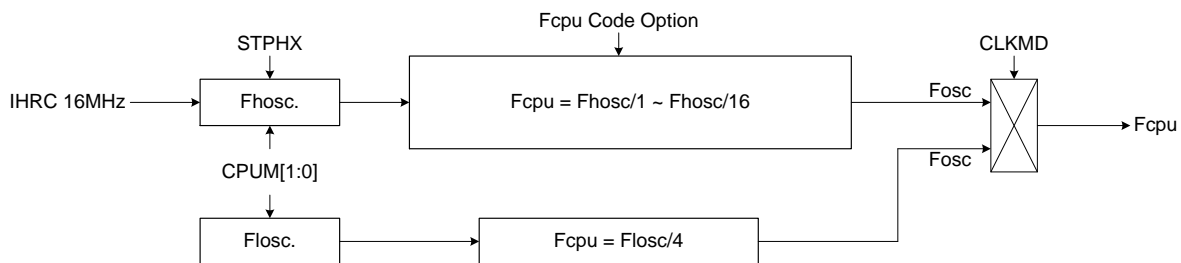 Fcpu Code Option
STPHX
CLKMD
IHRC 16MHz
Fhosc.
Fcpu = Fhosc/1 ~ Fhosc/16
Fosc
Fcpu
Fosc
CPUM[1:0]
Flosc.
Fcpu = Flosc/4